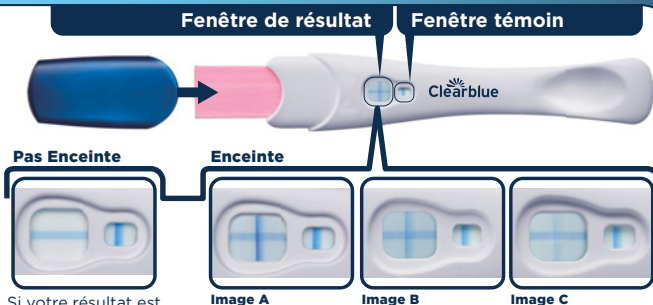 Fenêtre de résultat
Fenêtre témoin
Clearblue
Pas Enceinte
Enceinte
Si votre résultat est
Image A
Image B
Image C